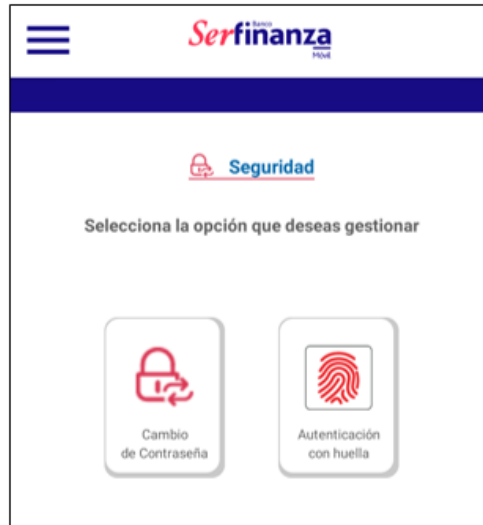 Banco
Serfinanza
Móvil
Seguridad
Selecciona la opción que deseas gestionar
Cambio
de Contraseña
Autenticación
con huella